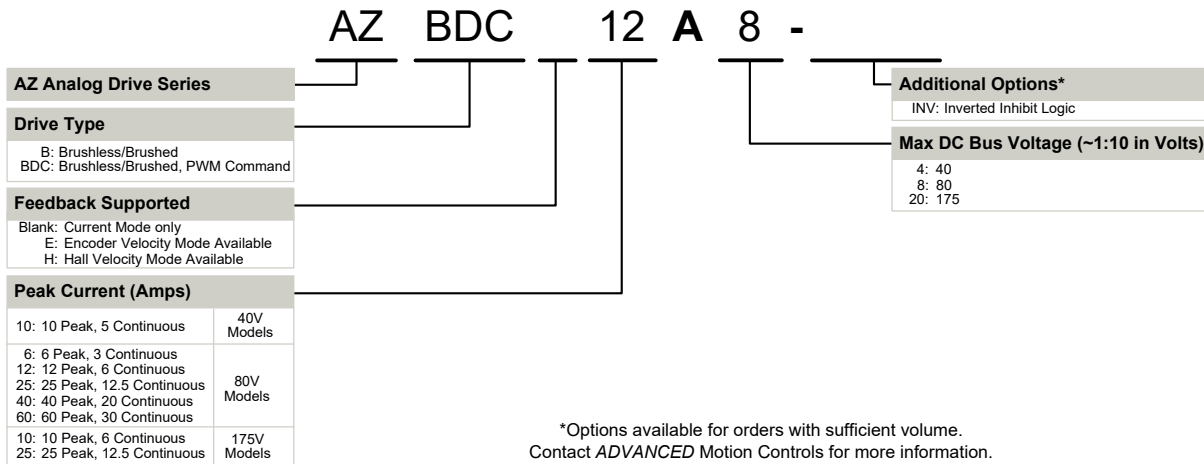 AZ BDC 12 A 8 -
AZ Analog Drive Series
Drive Type
B: Brushless/Brushed
BDC: Brushless/Brushed, PWM Command
Feedback Supported
Blank: Current Mode only
E: Encoder Velocity Mode Available
H: Hall Velocity Mode Available
Peak Current (Amps)
10: 10 Peak, 5 Continuous
40V
Models
6: 6 Peak, 3 Continuous
12: 12 Peak, 6 Continuous
25: 25 Peak, 12.5 Continuous
40: 40 Peak, 20 Continuous
60: 60 Peak, 30 Continuous
80V
Models
10: 10 Peak, 6 Continuous
25: 25 Peak, 12.5 Continuous
175V
Models
Additional Options*
INV: Inverted Inhibit Logic
Max DC Bus Voltage (~1:10 in Volts)
4: 40
8: 80
20: 175
*Options available for orders with sufficient volume.
Contact ADVANCED Motion Controls for more information.